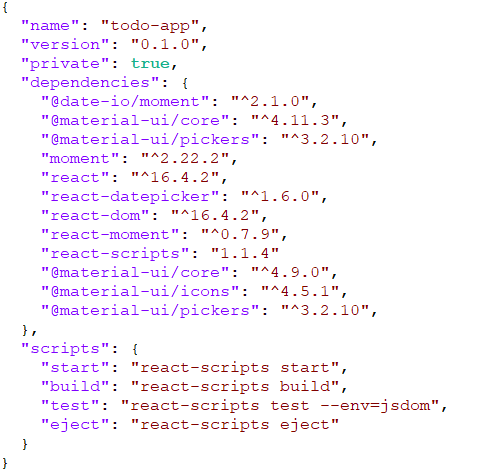 {
  "name": "todo-app",
  "version": "0.1.0",
  "private": true,
  "dependencies": {
    "@date-io/moment": "^2.1.0",
    "@material-ui/core": "^4.11.3",
    "@material-ui/pickers": "^3.2.10",
    "moment": "^2.22.2",
    "react": "^16.4.2",
    "react-datepicker": "^1.6.0",
    "react-dom": "^16.4.2",
    "react-moment": "^0.7.9",
    "react-scripts": "1.1.4"
    "@material-ui/core": "^4.9.0",
    "@material-ui/icons": "^4.5.1",
    "@material-ui/pickers": "^3.2.10",
  },
  "scripts": {
    "start": "react-scripts start",
    "build": "react-scripts build",
    "test": "react-scripts test --env=jsdom",
    "eject": "react-scripts eject"
  }
}